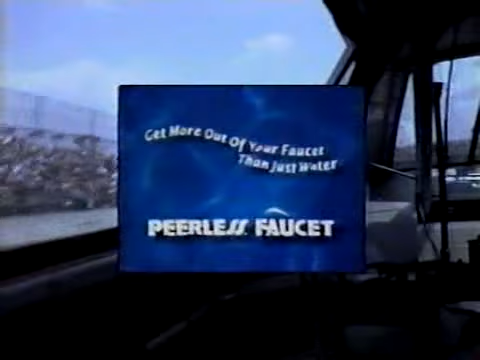 Get More Out Of Your Faucet
Than Just Water
PEERLESS FAUCET